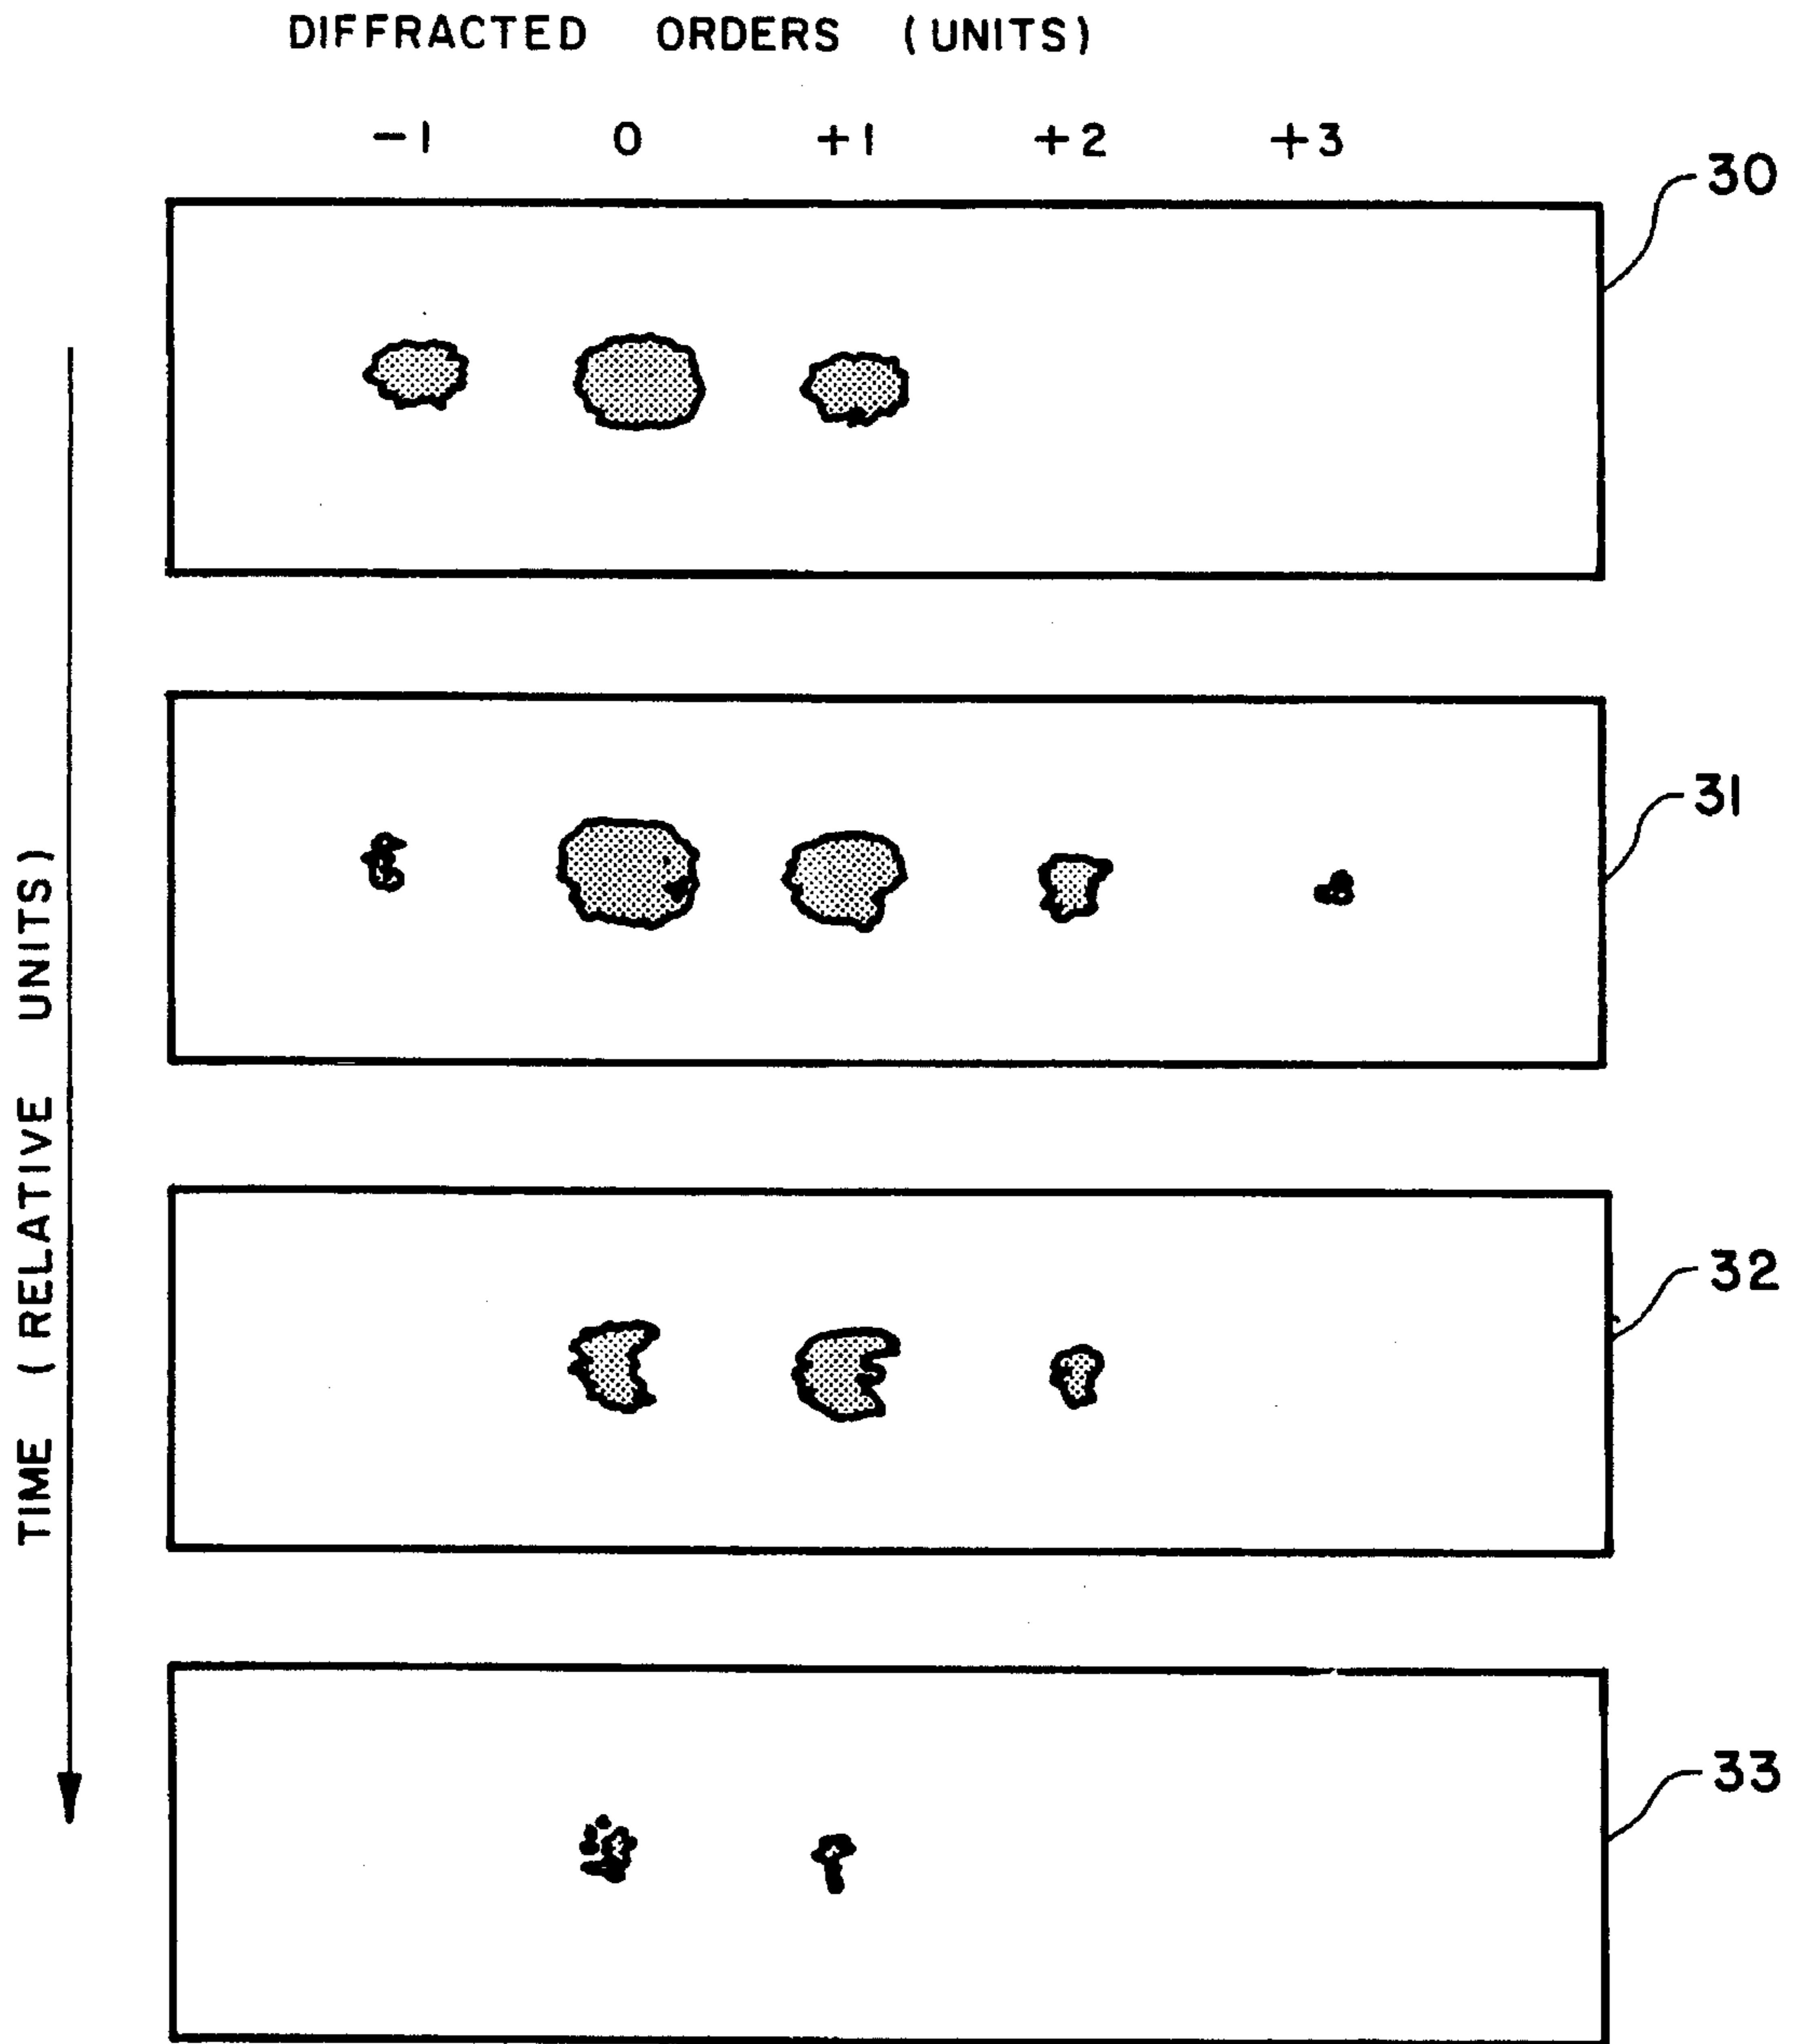 DIFFRACTED ORDERS (UNITS)
-1 0 +1 +2 +3
30
31
32
33
TIME (RELATIVE UNITS)